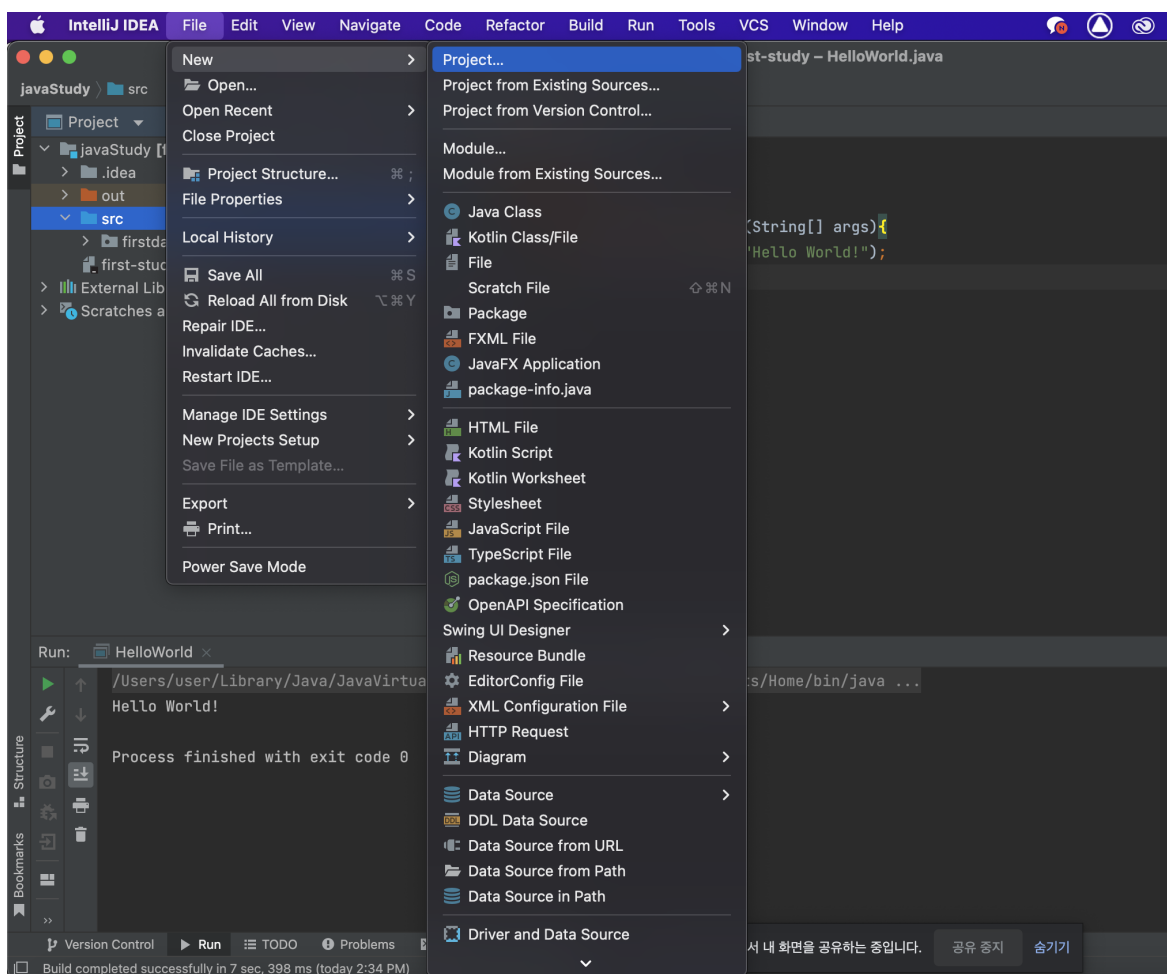 IntelliJ IDEA File Edit View Navigate Code Refactor Build Run Tools VCS Window Help
st-study – HelloWorld.java
javaStudy src
Project
Project
javaStudy
.idea
out
src
External
Scratches
New
Open...
Open Recent
Close Project
Project Structure... ⌘ ;
File Properties
Local History
Save All ⌘ S
Reload All from Disk ⌥ ⌘ Y
Repair IDE...
Invalidate Caches...
Restart IDE...
Manage IDE Settings
New Projects Setup
Save File as Template...
Export
Print...
Power Save Mode
Project...
Project from Existing Sources...
Project from Version Control...
Module...
Module from Existing Sources...
Java Class
Kotlin Class/File
File
Scratch File ⇧ ⌘ N
Package
FXML File
JavaFX Application
package-info.java
HTML File
Kotlin Script
Kotlin Worksheet
Stylesheet
JavaScript File
TypeScript File
package.json File
OpenAPI Specification
Swing UI Designer
Resource Bundle
EditorConfig File
XML Configuration File
HTTP Request
Diagram
Data Source
DDL Data Source
Data Source from URL
Data Source from Path
Data Source in Path
Driver and Data Source
(String[] args){
"Hello World!");
Run: HelloWorld
/Users/user/Library/Java/JavaVirtua s/Home/bin/java ...
Hello World!
Process finished with exit code 0
Structure
Bookmarks
Version Control Run TODO Problems
서 내 화면을 공유하는 중입니다. 공유 중지 숨기기
Build completed successfully in 7 sec, 398 ms (today 2:34 PM)